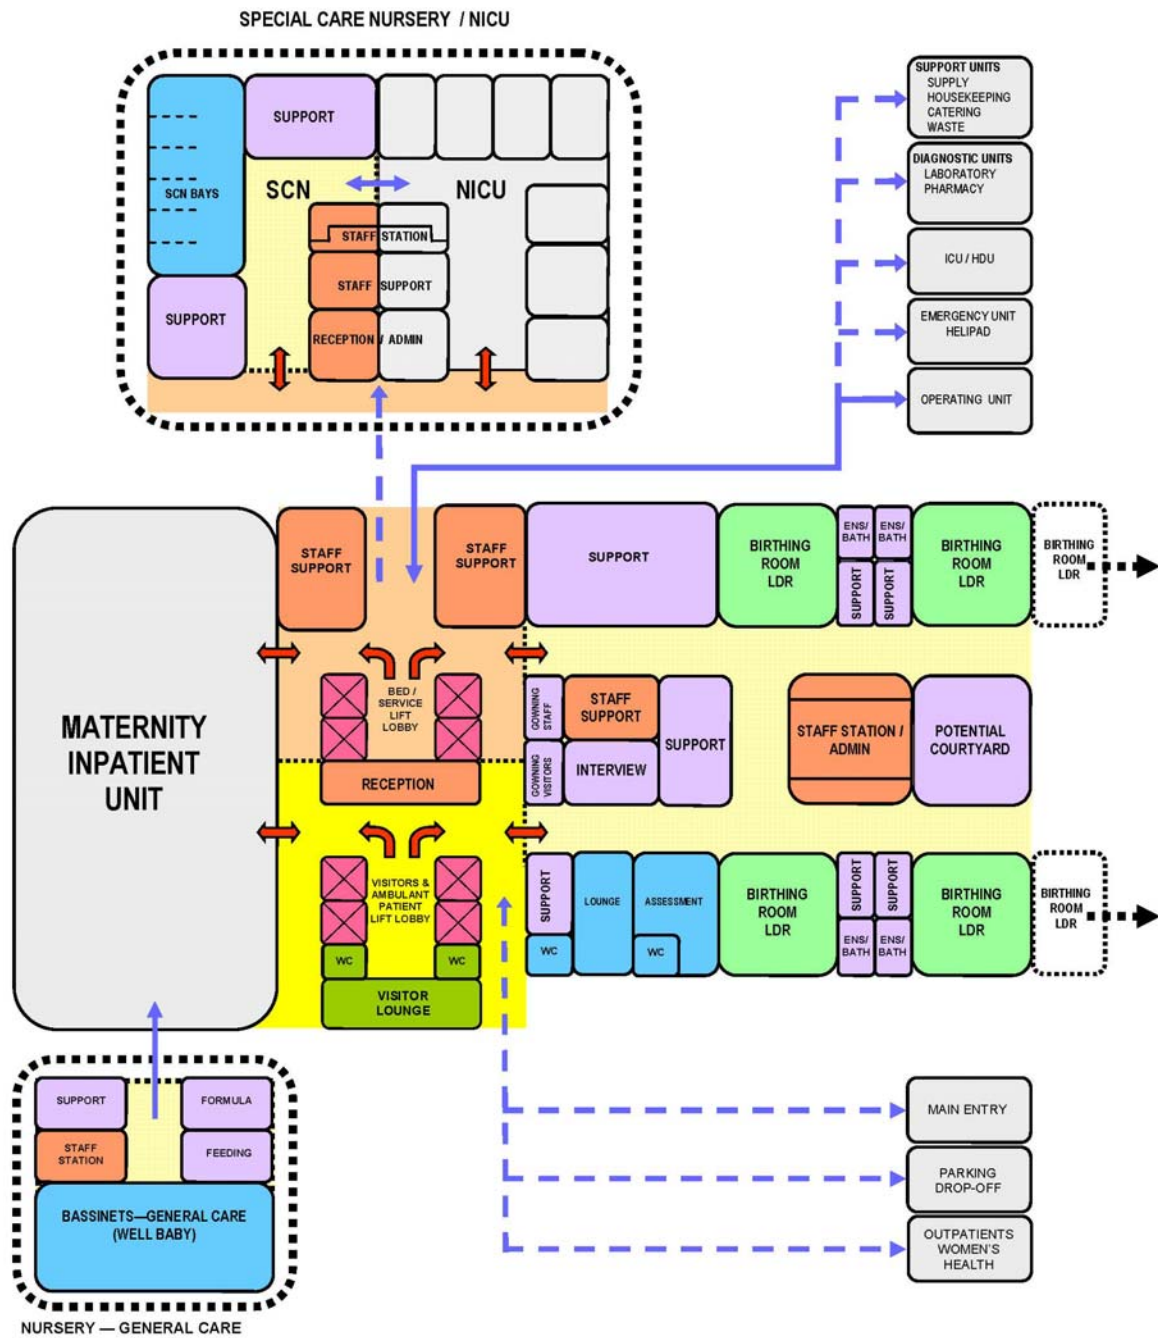 SPECIAL CARE NURSERY / NICU
SUPPORT
SCN BAYS
SCN
NICU
STAFF STATION
STAFF SUPPORT
SUPPORT
RECEPTION / ADMIN
SUPPORT UNITS
SUPPLY
HOUSEKEEPING
CATERING
WASTE
DIAGNOSTIC UNITS
LABORATORY
PHARMACY
ICU / HDU
EMERGENCY UNIT
HELIPAD
OPERATING UNIT
MATERNITY
INPATIENT
UNIT
STAFF
SUPPORT
STAFF
SUPPORT
SUPPORT
BIRTHING
ROOM
LDR
ENS/
BATH
ENS/
BATH
SUPPORT
SUPPORT
BIRTHING
ROOM
LDR
BIRTHING
ROOM
LDR
BED /
SERVICE
LIFT
LOBBY
RECEPTION
GOWNING
STAFF
GOWNING
VISITORS
STAFF
SUPPORT
INTERVIEW
SUPPORT
STAFF STATION /
ADMIN
POTENTIAL
COURTYARD
VISITORS &
AMBULANT
PATIENT
LIFT LOBBY
WC
WC
VISITOR
LOUNGE
SUPPORT
WC
LOUNGE
ASSESSMENT
WC
BIRTHING
ROOM
LDR
SUPPORT
SUPPORT
ENS/
BATH
ENS/
BATH
BIRTHING
ROOM
LDR
BIRTHING
ROOM
LDR
SUPPORT
FORMULA
STAFF
STATION
FEEDING
BASSINETS—GENERAL CARE
(WELL BABY)
NURSERY — GENERAL CARE
MAIN ENTRY
PARKING
DROP-OFF
OUTPATIENTS
WOMEN'S
HEALTH